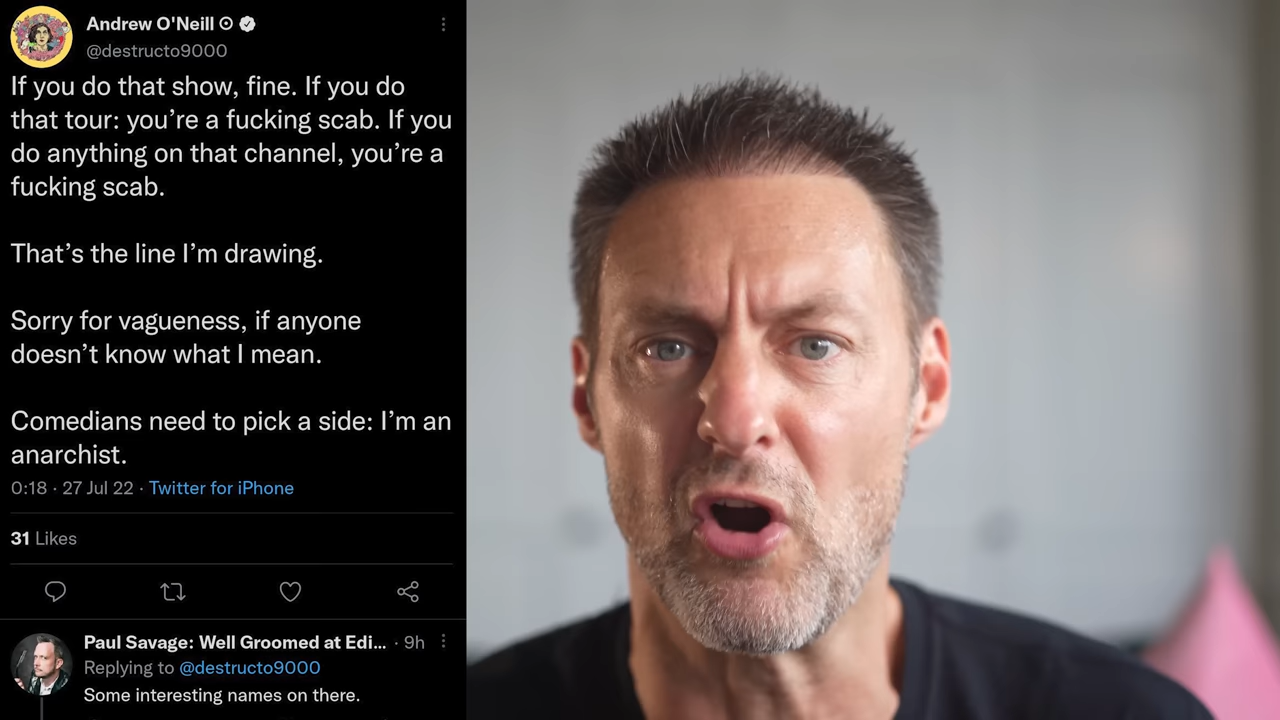 Andrew O'Neill
@destructo9000
If you do that show, fine. If you do
that tour: you’re a fucking scab. If you
do anything on that channel, you’re a
fucking scab.
That’s the line I’m drawing.
Sorry for vagueness, if anyone
doesn’t know what I mean.
Comedians need to pick a side: I’m an
anarchist.
0:18 · 27 Jul 22 · Twitter for iPhone
31 Likes
Paul Savage: Well Groomed at Edi... · 9h
Replying to @destructo9000
Some interesting names on there.